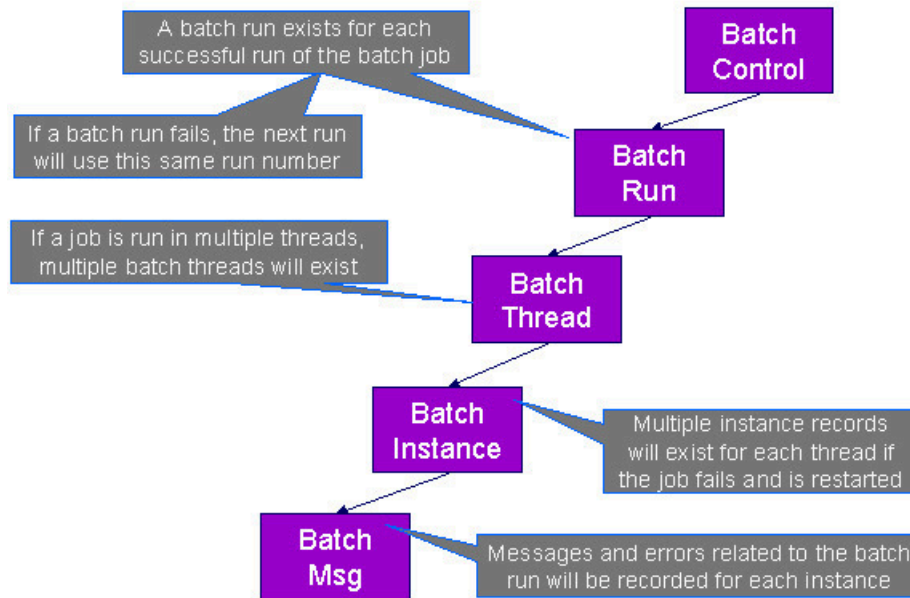 A batch run exists for each
successful run of the batch job
Batch
Control
If a batch run fails, the next run
will use this same run number
Batch
Run
If a job is run in multiple threads,
multiple batch threads will exist
Batch
Thread
Batch
Instance
Multiple instance records
will exist for each thread if
the job fails and is restarted
Batch
Msg
Messages and errors related to the batch
run will be recorded for each instance